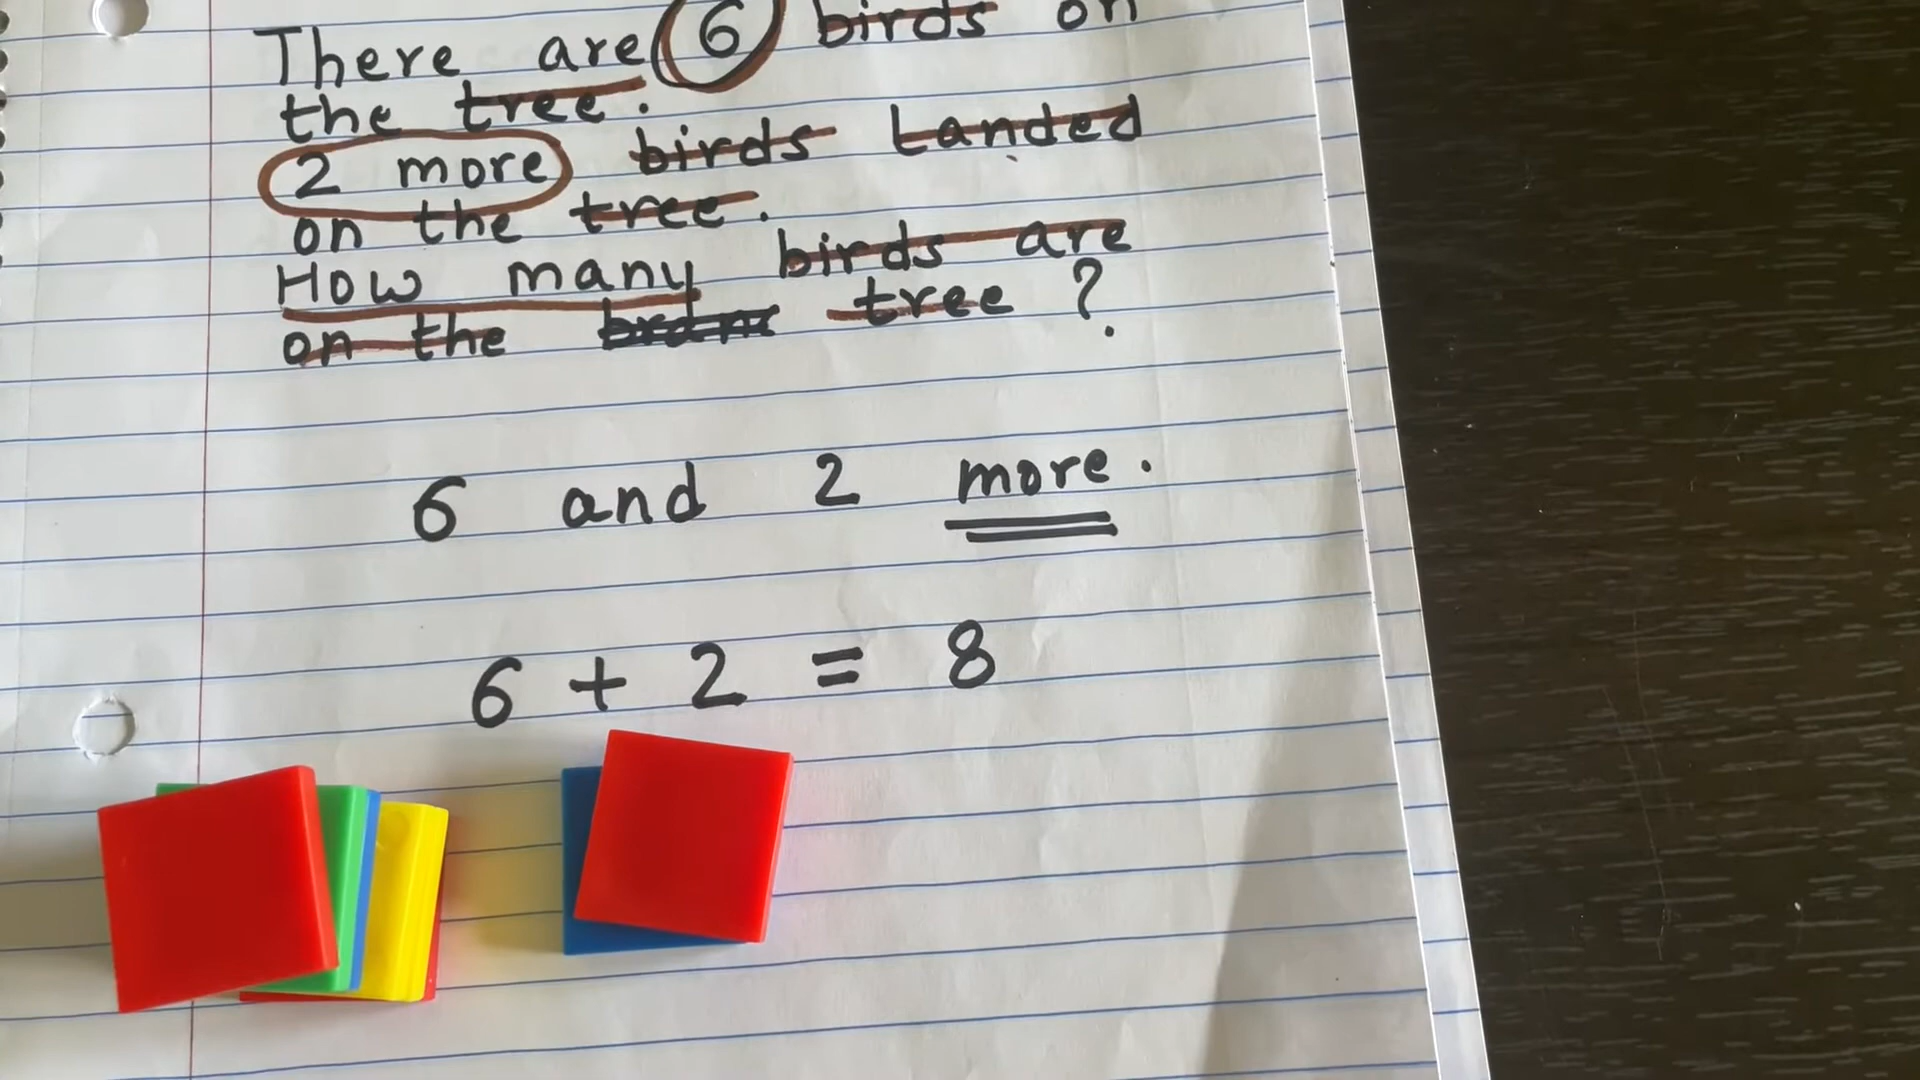 There are 6 birds on
the tree.
2 more birds Landed
on the tree.
How many birds are
on the tree ?
6 and 2 more.
6 + 2 = 8